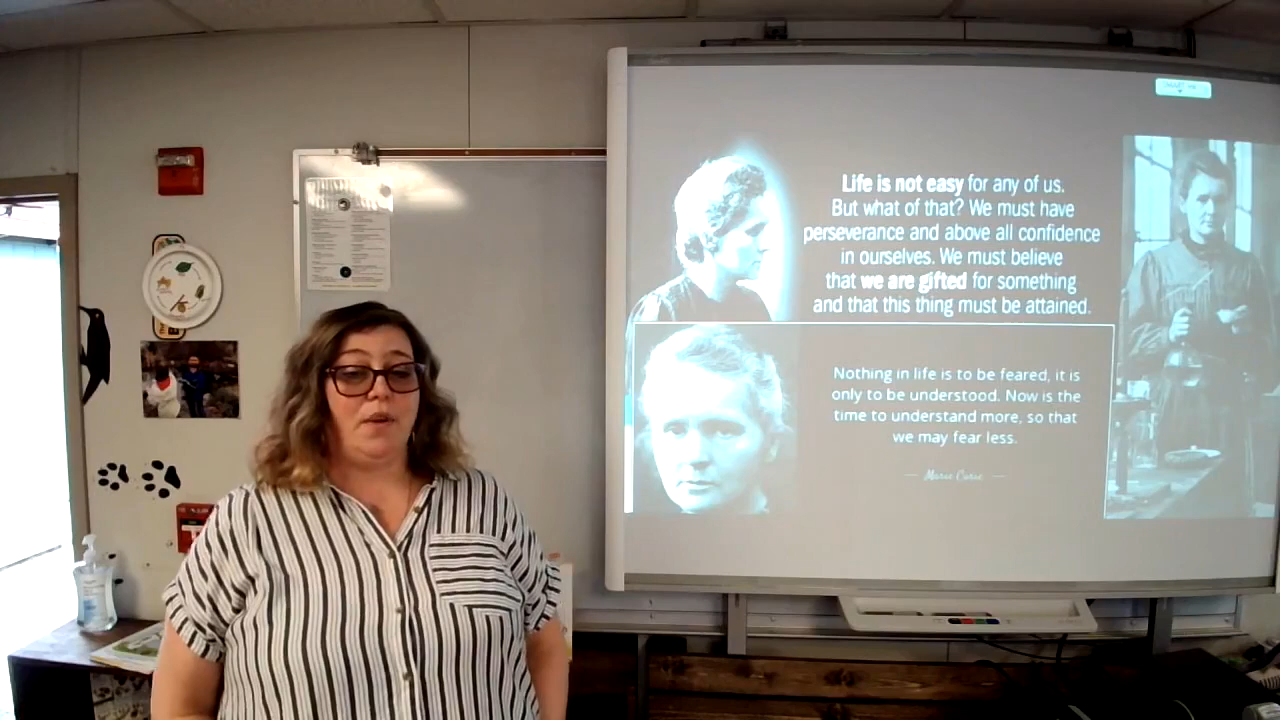 Life is not easy for any of us.
But what of that? We must have
perseverance and above all confidence
in ourselves. We must believe
that we are gifted for something
and that this thing must be attained.
Nothing in life is to be feared, it is
only to be understood. Now is the
time to understand more, so that
we may fear less.
— Marie Curie —